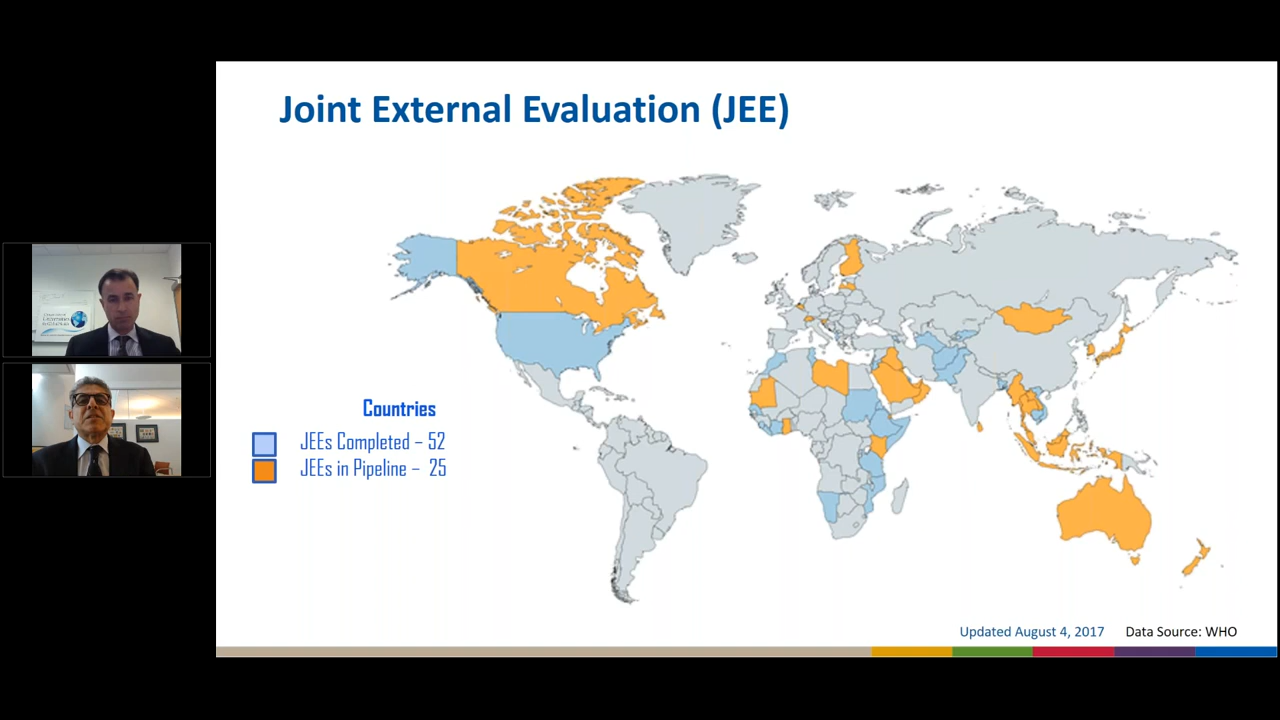 Joint External Evaluation (JEE)
Countries
JEEs Completed – 52
JEEs in Pipeline – 25
Updated August 4, 2017 Data Source: WHO